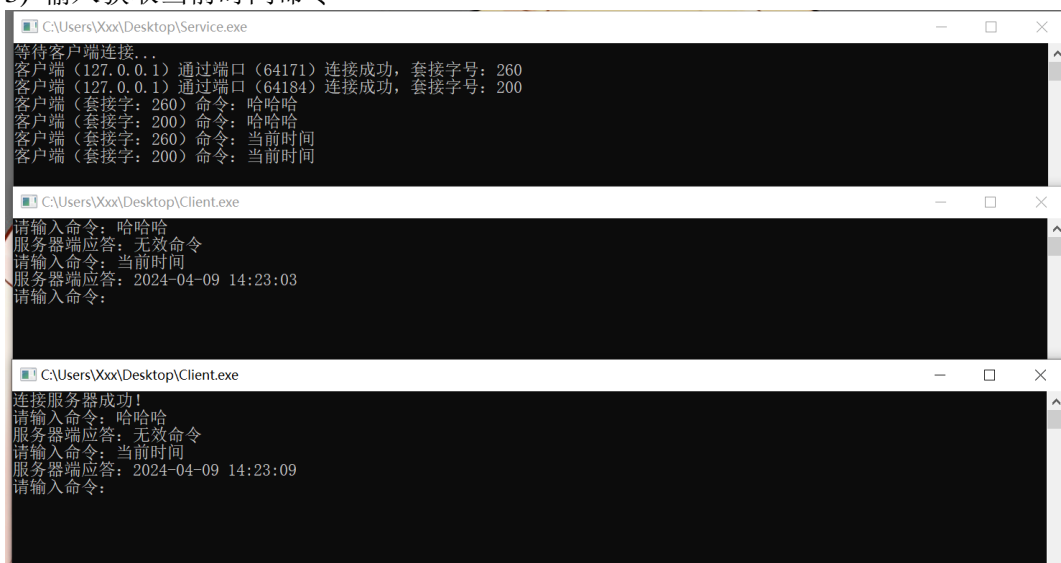 3) 输入获取当前时间命令
C:\Users\Xxx\Desktop\Service.exe
等待客户端连接...
客户端（127.0.0.1）通过端口（64171）连接成功，套接字号：260
客户端（127.0.0.1）通过端口（64184）连接成功，套接字号：200
客户端（套接字：260）命令：哈哈哈
客户端（套接字：200）命令：哈哈哈
客户端（套接字：260）命令：当前时间
客户端（套接字：200）命令：当前时间
C:\Users\Xxx\Desktop\Client.exe
请输入命令：哈哈哈
服务器端应答：无效命令
请输入命令：当前时间
服务器端应答：2024-04-09 14:23:03
请输入命令：
C:\Users\Xxx\Desktop\Client.exe
连接服务器成功!
请输入命令：哈哈哈
服务器端应答：无效命令
请输入命令：当前时间
服务器端应答：2024-04-09 14:23:09
请输入命令：